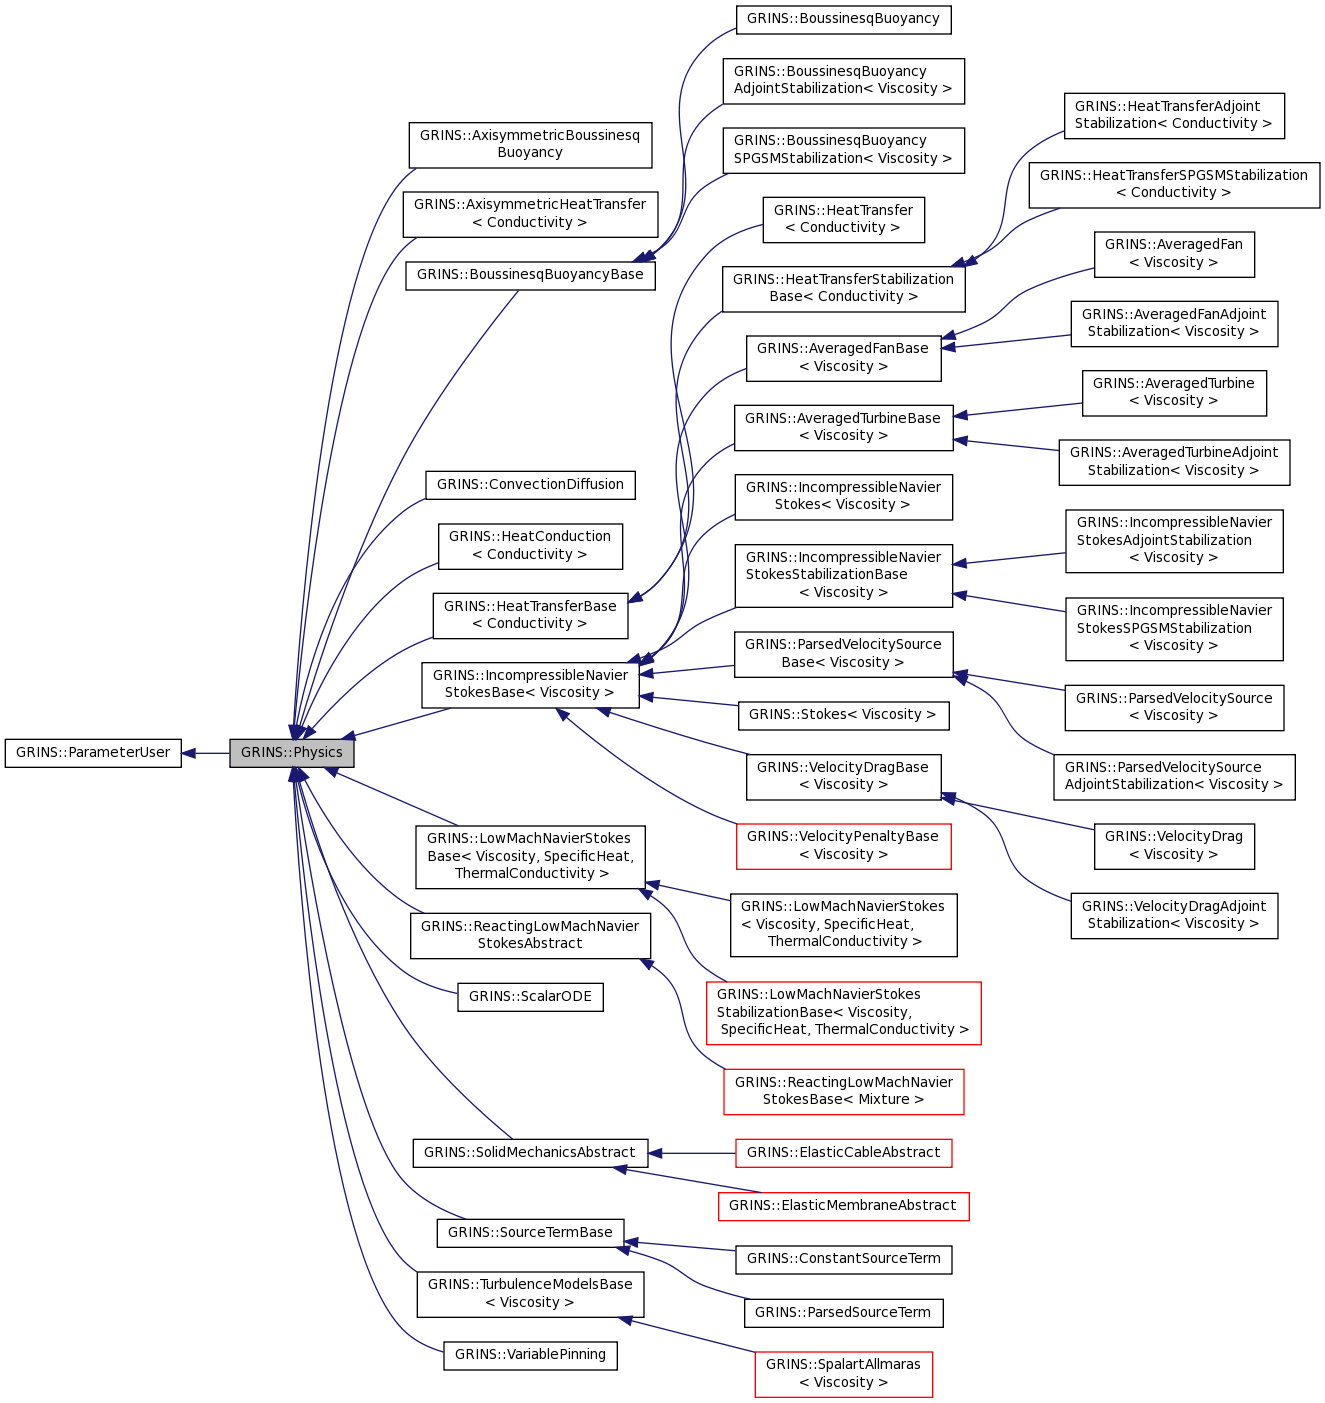 GRINS::ParameterUser
GRINS::Physics
GRINS::AxisymmetricBoussinesq
Buoyancy
GRINS::AxisymmetricHeatTransfer
< Conductivity >
GRINS::BoussinesqBuoyancyBase
GRINS::ConvectionDiffusion
GRINS::HeatConduction
< Conductivity >
GRINS::HeatTransferBase
< Conductivity >
GRINS::IncompressibleNavier
StokesBase< Viscosity >
GRINS::LowMachNavierStokes
Base< Viscosity, SpecificHeat,
ThermalConductivity >
GRINS::ReactingLowMachNavier
StokesAbstract
GRINS::ScalarODE
GRINS::SolidMechanicsAbstract
GRINS::SourceTermBase
GRINS::TurbulenceModelsBase
< Viscosity >
GRINS::VariablePinning
GRINS::BoussinesqBuoyancy
GRINS::BoussinesqBuoyancy
AdjointStabilization< Viscosity >
GRINS::BoussinesqBuoyancy
SPGSMStabilization< Viscosity >
GRINS::HeatTransfer
< Conductivity >
GRINS::HeatTransferStabilization
Base< Conductivity >
GRINS::AveragedFanBase
< Viscosity >
GRINS::AveragedTurbineBase
< Viscosity >
GRINS::IncompressibleNavier
Stokes< Viscosity >
GRINS::IncompressibleNavier
StokesStabilizationBase
< Viscosity >
GRINS::ParsedVelocitySource
Base< Viscosity >
GRINS::Stokes< Viscosity >
GRINS::VelocityDragBase
< Viscosity >
GRINS::VelocityPenaltyBase
< Viscosity >
GRINS::LowMachNavierStokes
< Viscosity, SpecificHeat,
ThermalConductivity >
GRINS::LowMachNavierStokes
StabilizationBase< Viscosity,
SpecificHeat, ThermalConductivity >
GRINS::ReactingLowMachNavier
StokesBase< Mixture >
GRINS::ElasticCableAbstract
GRINS::ElasticMembraneAbstract
GRINS::ConstantSourceTerm
GRINS::ParsedSourceTerm
GRINS::SpalartAllmaras
< Viscosity >
GRINS::HeatTransferAdjoint
Stabilization< Conductivity >
GRINS::HeatTransferSPGSMStabilization
< Conductivity >
GRINS::AveragedFan
< Viscosity >
GRINS::AveragedFanAdjoint
Stabilization< Viscosity >
GRINS::AveragedTurbine
< Viscosity >
GRINS::AveragedTurbineAdjoint
Stabilization< Viscosity >
GRINS::IncompressibleNavier
StokesAdjointStabilization
< Viscosity >
GRINS::IncompressibleNavier
StokesSPGSMStabilization
< Viscosity >
GRINS::ParsedVelocitySource
< Viscosity >
GRINS::ParsedVelocitySource
AdjointStabilization< Viscosity >
GRINS::VelocityDrag
< Viscosity >
GRINS::VelocityDragAdjoint
Stabilization< Viscosity >